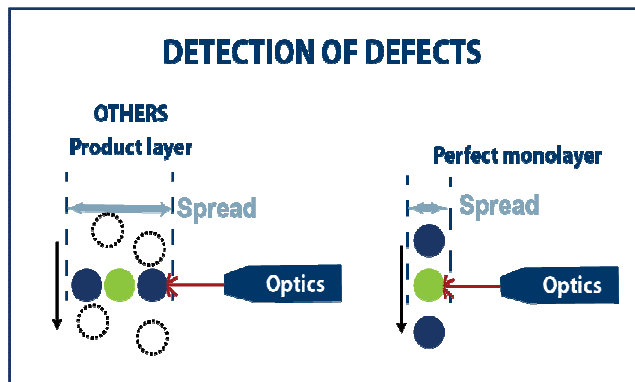 DETECTION OF DEFECTS
OTHERS
Product layer
Perfect monolayer
Spread
Spread
Optics
Optics